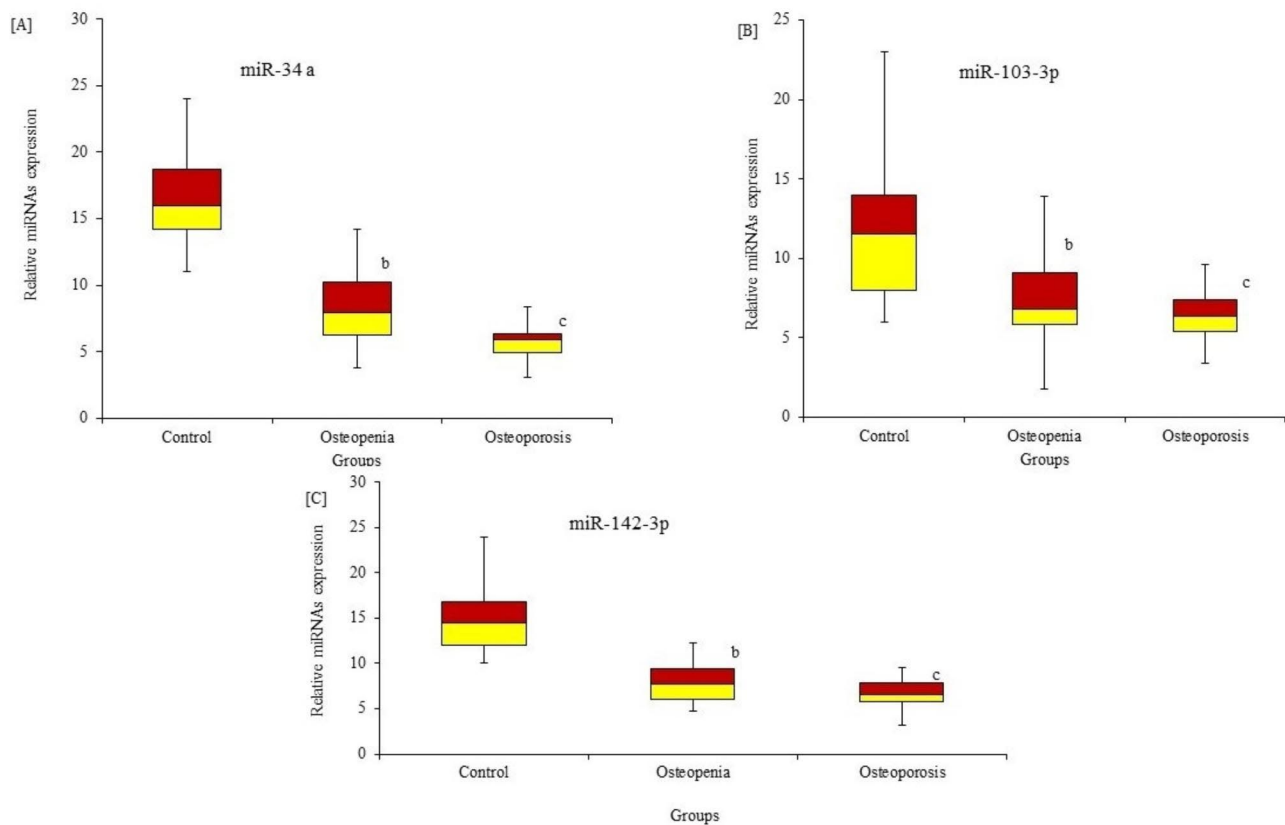 [A]
miR-34 a
Relative miRNAs expression
30
25
20
15
10
5
0
b
c
Control Osteopenia Osteoporosis
Groups
[B]
miR-103-3p
Relative miRNAs expression
25
20
15
10
5
0
b
c
Control Osteopenia Osteoporosis
Groups
[C]
miR-142-3p
Relative miRNAs expression
30
25
20
15
10
5
0
b
c
Control Osteopenia Osteoporosis
Groups